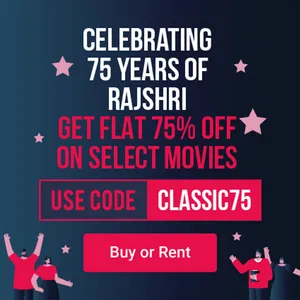 CELEBRATING
75 YEARS OF
RAJSHRI
GET FLAT 75% OFF
ON SELECT MOVIES
USE CODE CLASSIC75
Buy or Rent